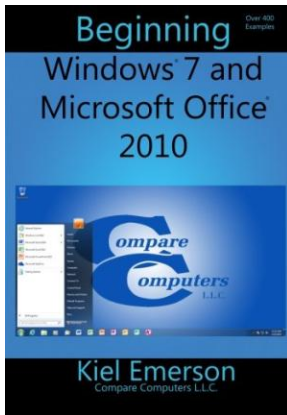 Beginning
Over 400
Examples
Windows® 7 and
Microsoft Office®
2010
Compare
Computers
L.L.C.
Kiel Emerson
Compare Computers L.L.C.